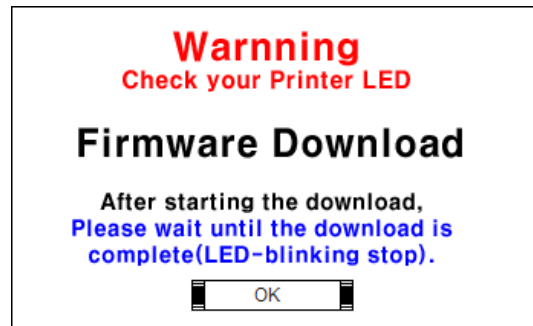 Warnning
Check your Printer LED
Firmware Download
After starting the download,
Please wait until the download is
complete(LED-blinking stop).
OK